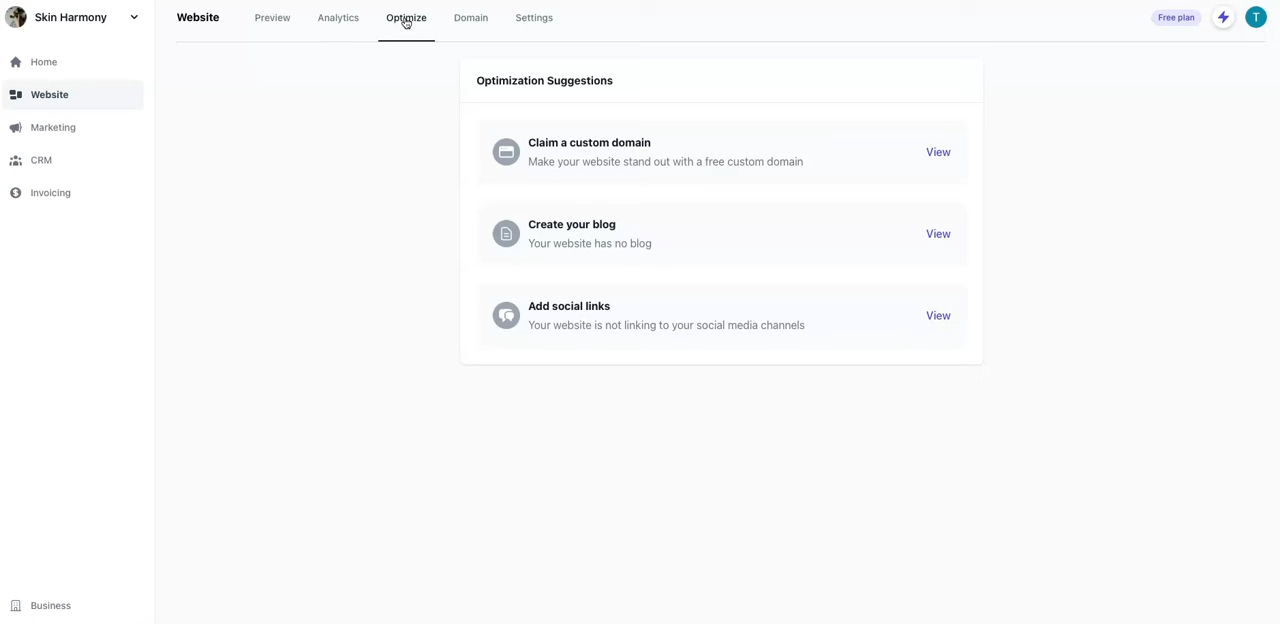 Skin Harmony
Website Preview Analytics Optimize Domain Settings
Free plan
T
Home
Website
Marketing
CRM
Invoicing
Business
Optimization Suggestions
Claim a custom domain
Make your website stand out with a free custom domain
View
Create your blog
Your website has no blog
View
Add social links
Your website is not linking to your social media channels
View